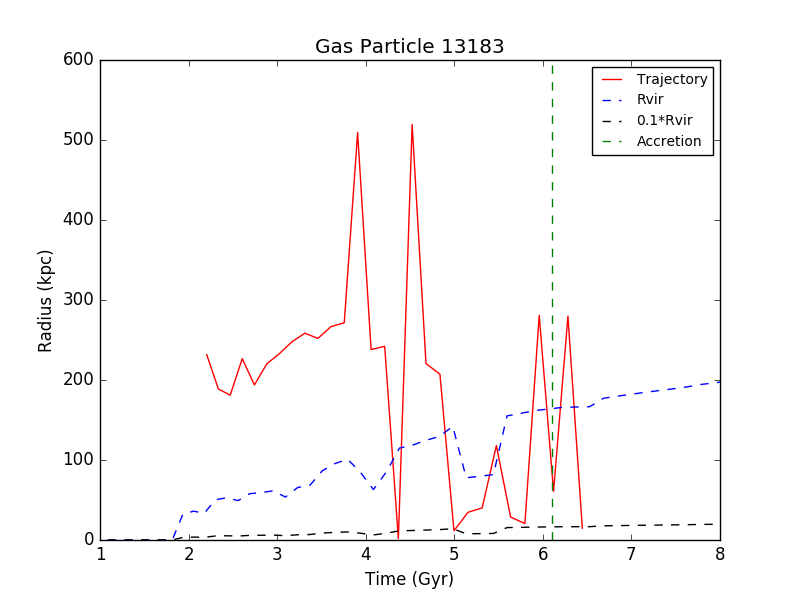 Gas Particle 13183
600
500
400
300
200
100
0
Radius (kpc)
Trajectory
Rvir
0.1*Rvir
Accretion
1 2 3 4 5 6 7 8
Time (Gyr)